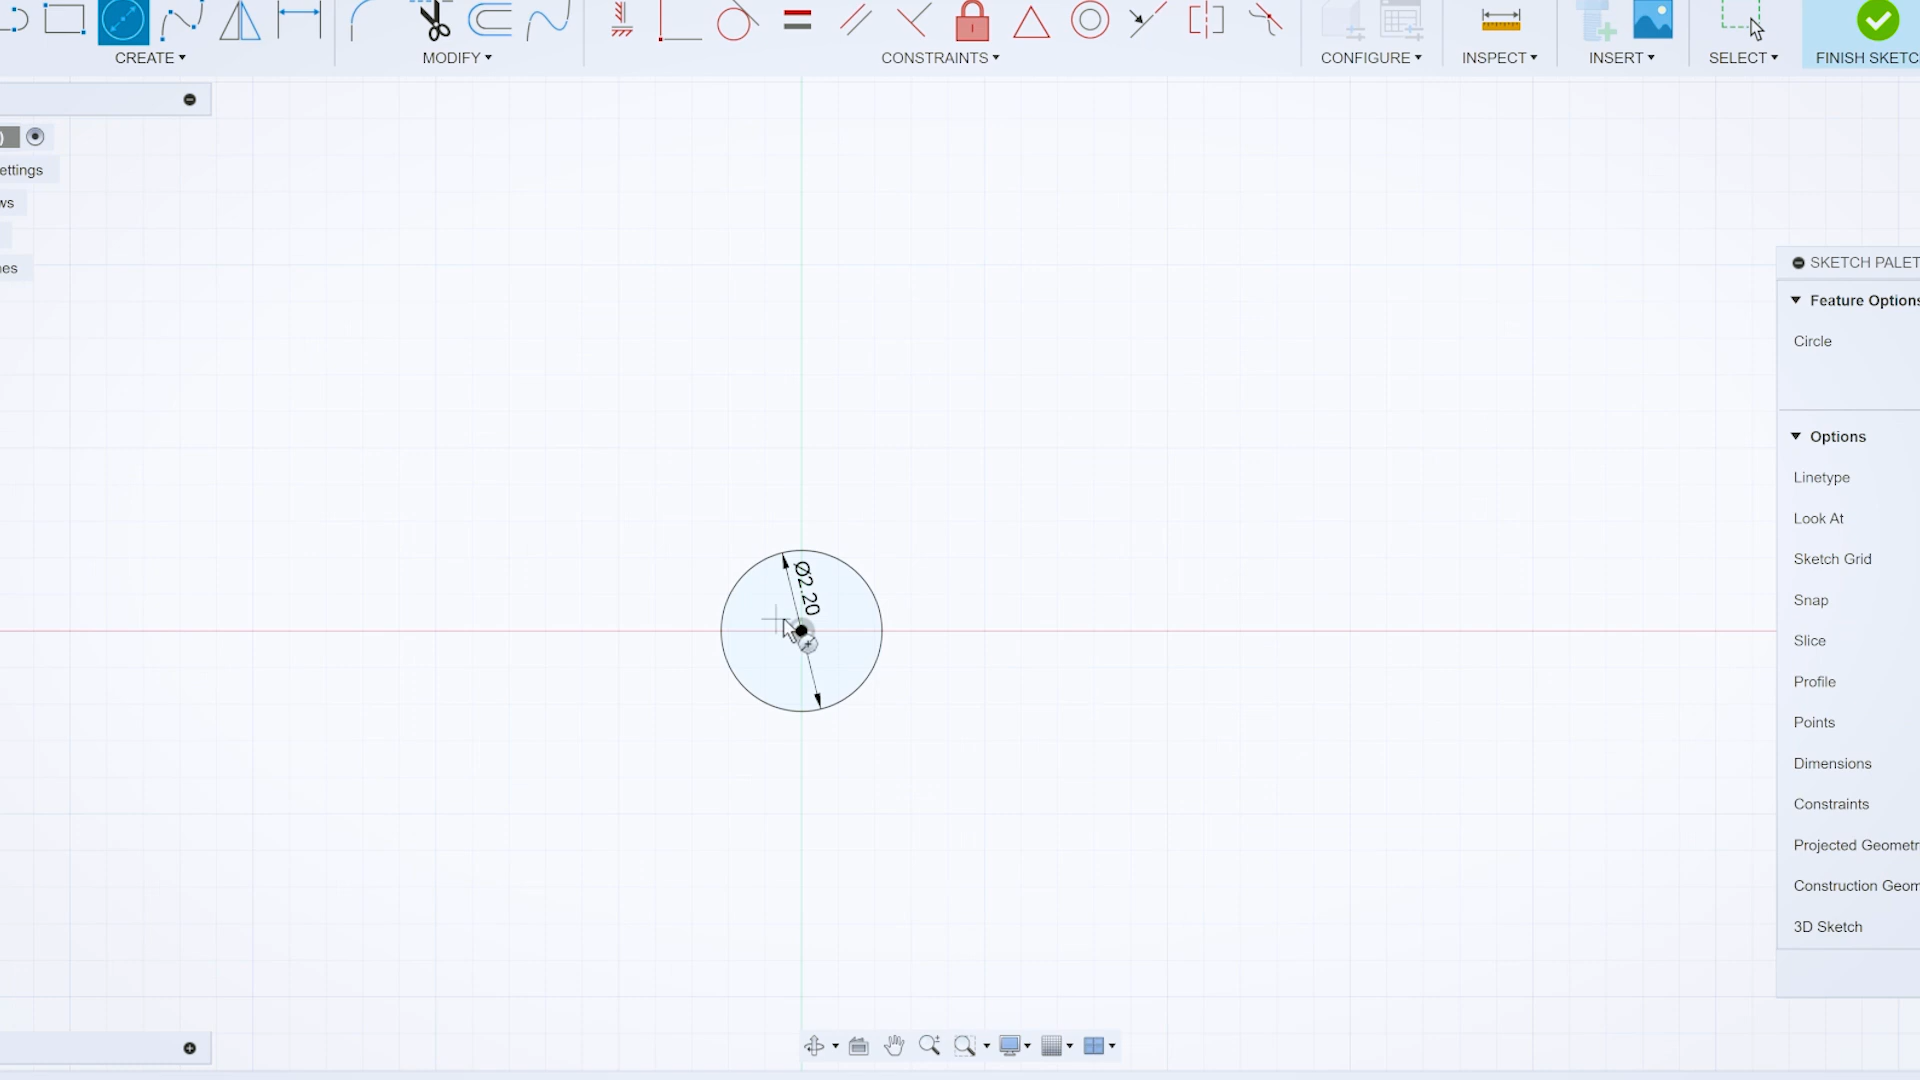 CREATE
MODIFY
CONSTRAINTS
CONFIGURE
INSPECT
INSERT
SELECT
FINISH SKETC
)
ettings
ws
es
SKETCH PALET
Feature Options
Circle
Options
Linetype
Look At
Sketch Grid
Snap
Slice
Profile
Points
Dimensions
Constraints
Projected Geometr
Construction Geom
3D Sketch
Ø2.20